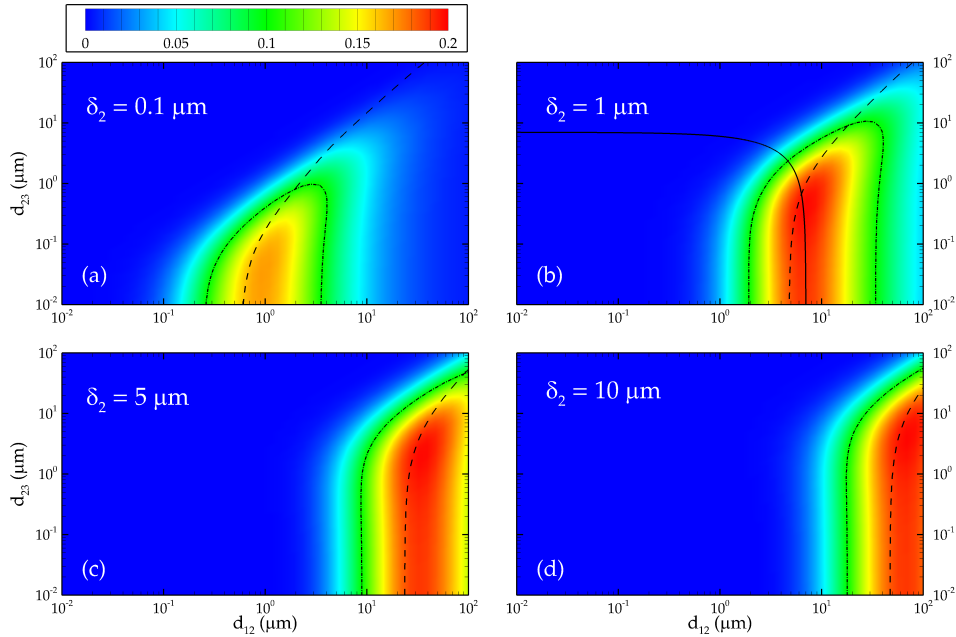 0 0.05 0.1 0.15 0.2
10² 10²
δ₂ = 0.1 μm δ₂ = 1 μm
10¹ 10¹
d₂₃ (μm) 10⁰ 10⁰
10⁻¹ 10⁻¹
(a) (b)
10⁻² 10⁻²
10⁻² 10⁻¹ 10⁰ 10¹ 10² 10⁻² 10⁻¹ 10⁰ 10¹ 10²
10² 10²
δ₂ = 5 μm δ₂ = 10 μm
10¹ 10¹
d₂₃ (μm) 10⁰ 10⁰
10⁻¹ 10⁻¹
(c) (d)
10⁻² 10⁻²
10⁻² 10⁻¹ 10⁰ 10¹ 10² 10⁻² 10⁻¹ 10⁰ 10¹ 10²
d₁₂ (μm) d₁₂ (μm)